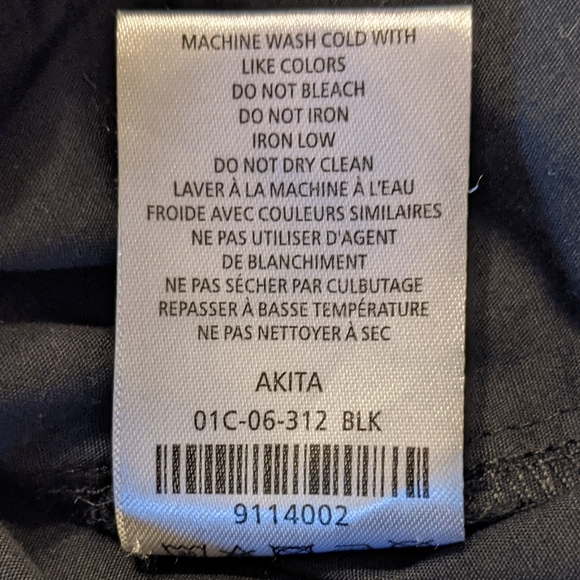 MACHINE WASH COLD WITH
LIKE COLORS
DO NOT BLEACH
DO NOT IRON
IRON LOW
DO NOT DRY CLEAN
LAVER À LA MACHINE À L'EAU
FROIDE AVEC COULEURS SIMILAIRES
NE PAS UTILISER D'AGENT
DE BLANCHIMENT
NE PAS SÉCHER PAR CULBUTAGE
REPASSER À BASSE TEMPÉRATURE
NE PAS NETTOYER À SEC
AKITA
01C-06-312 BLK
9114002